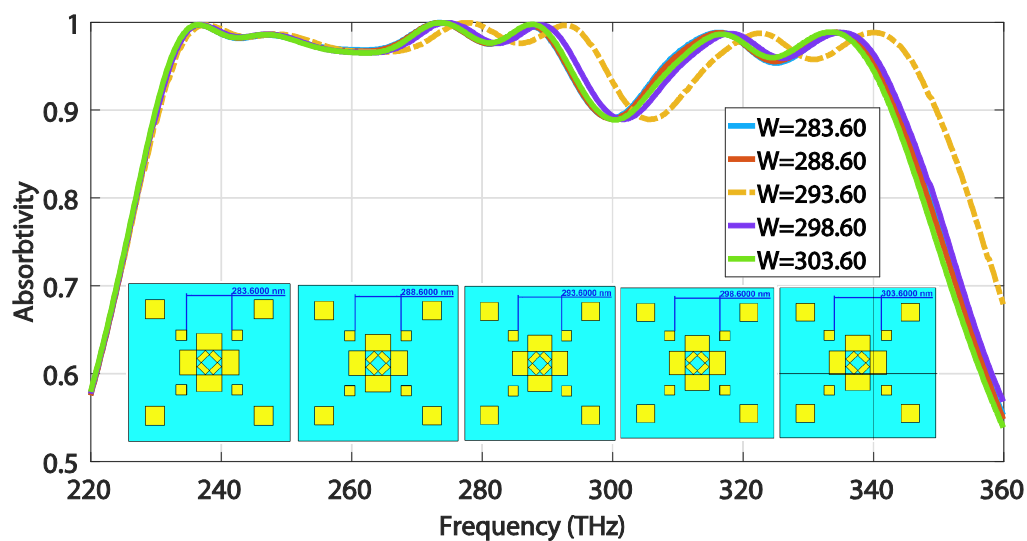 1
0.9
0.8
0.7
0.6
0.5
Absorbtivity
W=283.60
W=288.60
W=293.60
W=298.60
W=303.60
283.6000 nm
288.6000 nm
293.6000 nm
298.6000 nm
303.6000 nm
220 240 260 280 300 320 340 360
Frequency (THz)